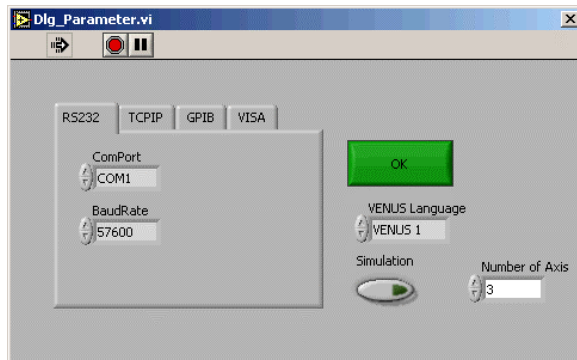 Dlg_Parameter.vi
RS232 TCPIP GPIB VISA
ComPort
COM1
BaudRate
57600
OK
VENUS Language
VENUS 1
Simulation
Number of Axis
3